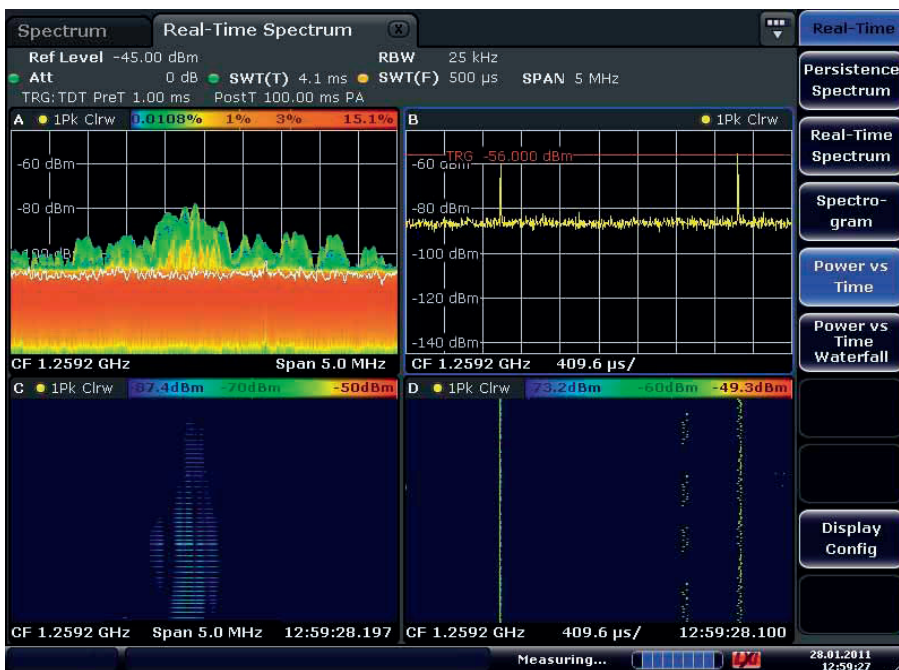 Spectrum
Real-Time Spectrum
X
Real-Time
Ref Level -45.00 dBm
RBW 25 kHz
Att 0 dB SWT(T) 4.1 ms SWT(F) 500 µs SPAN 5 MHz
TRG:TDT PreT 1.00 ms PostT 100.00 ms PA
A 1Pk Clrw 0.0108% 1% 3% 15.1%
-60 dBm
-80 dBm
-100 dB
CF 1.2592 GHz Span 5.0 MHz
B 1Pk Clrw
TRG -56.000 dBm
-60 dBm
-80 dBm
-100 dBm
-120 dBm
-140 dBm
CF 1.2592 GHz 409.6 µs/
C 1Pk Clrw -87.4dBm -70dBm -50dBm
CF 1.2592 GHz Span 5.0 MHz 12:59:28.197
D 1Pk Clrw 73.2dBm -60dBm -49.3dBm
CF 1.2592 GHz 409.6 µs/ 12:59:28.100
Persistence
Spectrum
Real-Time
Spectrum
Spectro-
gram
Power vs
Time
Power vs
Time
Waterfall
Display
Config
Measuring...
28.01.2011
12:59:27